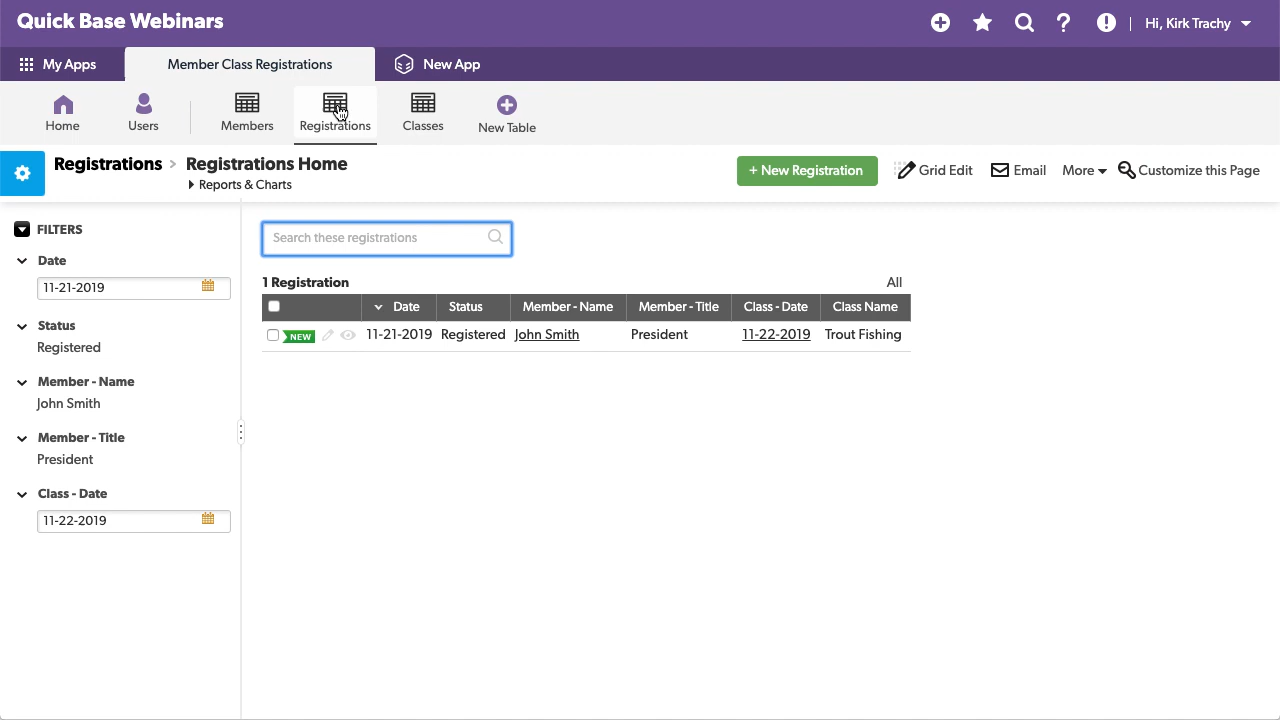 Quick Base Webinars
Hi, Kirk Trachy
My Apps
Member Class Registrations
New App
Home
Users
Members
Registrations
Classes
New Table
Registrations > Registrations Home
Reports & Charts
+ New Registration
Grid Edit
Email
More
Customize this Page
FILTERS
Date
11-21-2019
Status
Registered
Member - Name
John Smith
Member - Title
President
Class - Date
11-22-2019
Search these registrations
1 Registration
All
Date Status Member - Name Member - Title Class - Date Class Name
NEW 11-21-2019 Registered John Smith President 11-22-2019 Trout Fishing